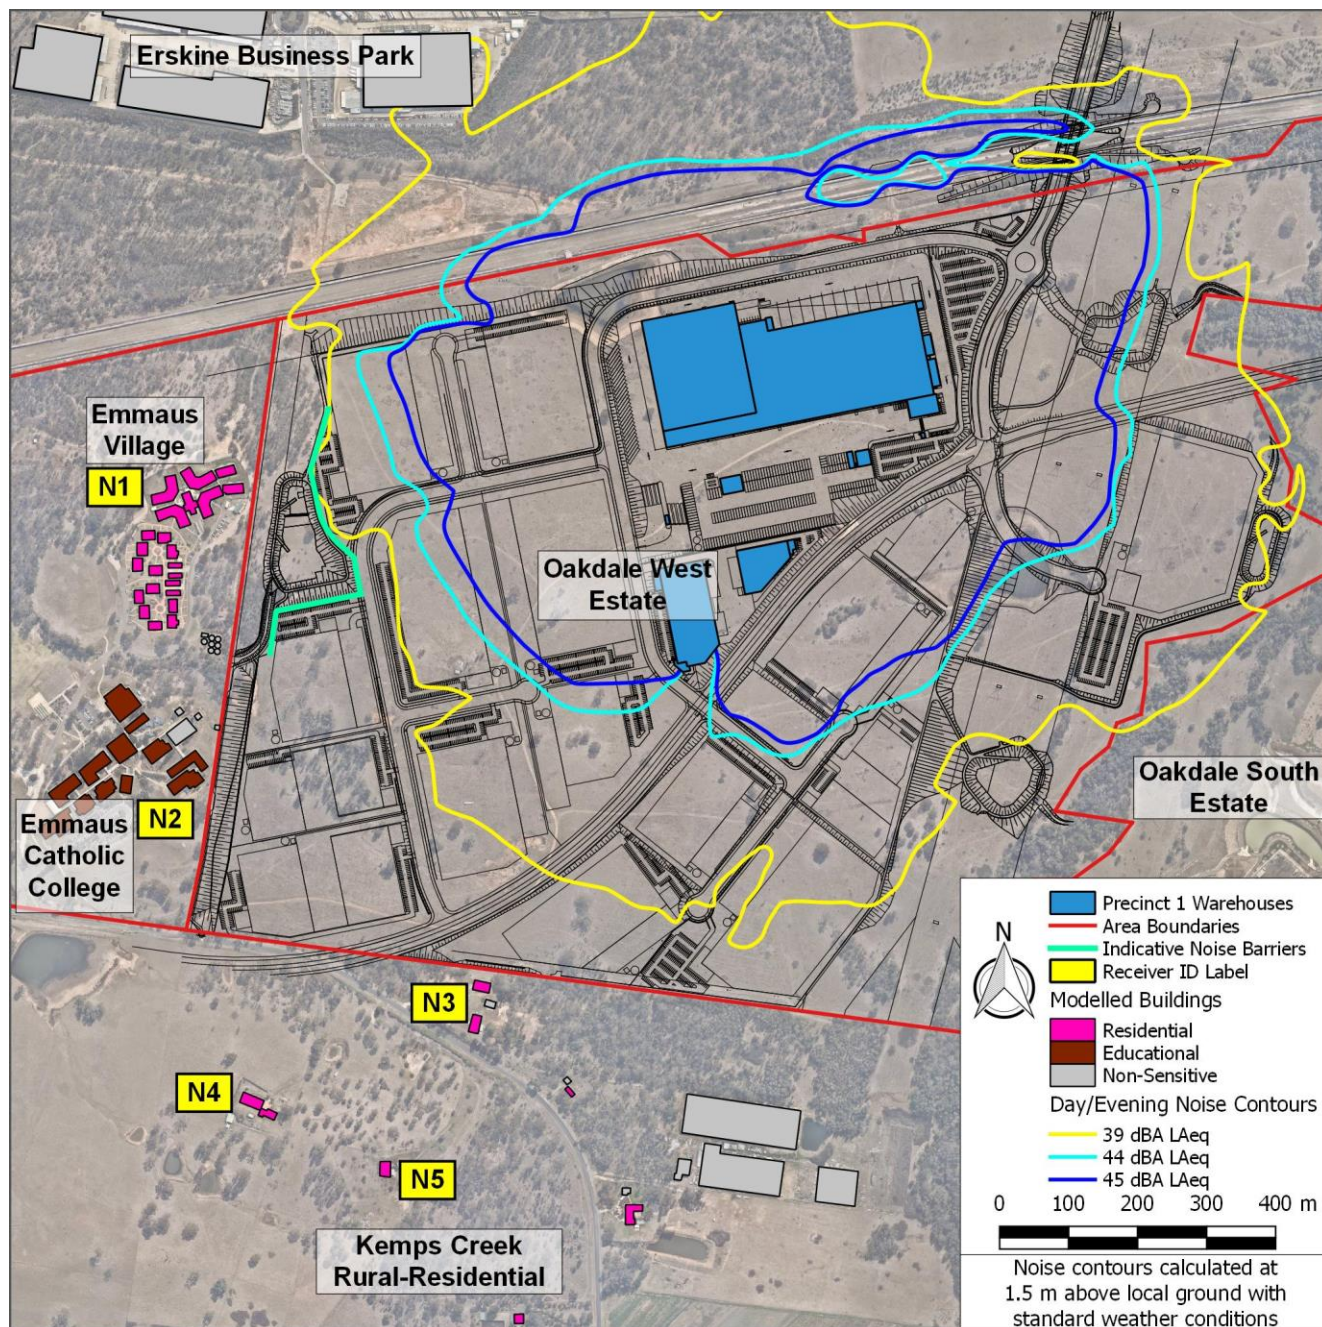 Erskine Business Park
Emmaus
Village
N1
Oakdale West
Estate
N2
Emmaus
Catholic
College
Oakdale South
Estate
N3
N4
N5
Kemps Creek
Rural-Residential
N
Precinct 1 Warehouses
Area Boundaries
Indicative Noise Barriers
Receiver ID Label
Modelled Buildings
Residential
Educational
Non-Sensitive
Day/Evening Noise Contours
39 dBA LAeq
44 dBA LAeq
45 dBA LAeq
0 100 200 300 400 m
Noise contours calculated at
1.5 m above local ground with
standard weather conditions